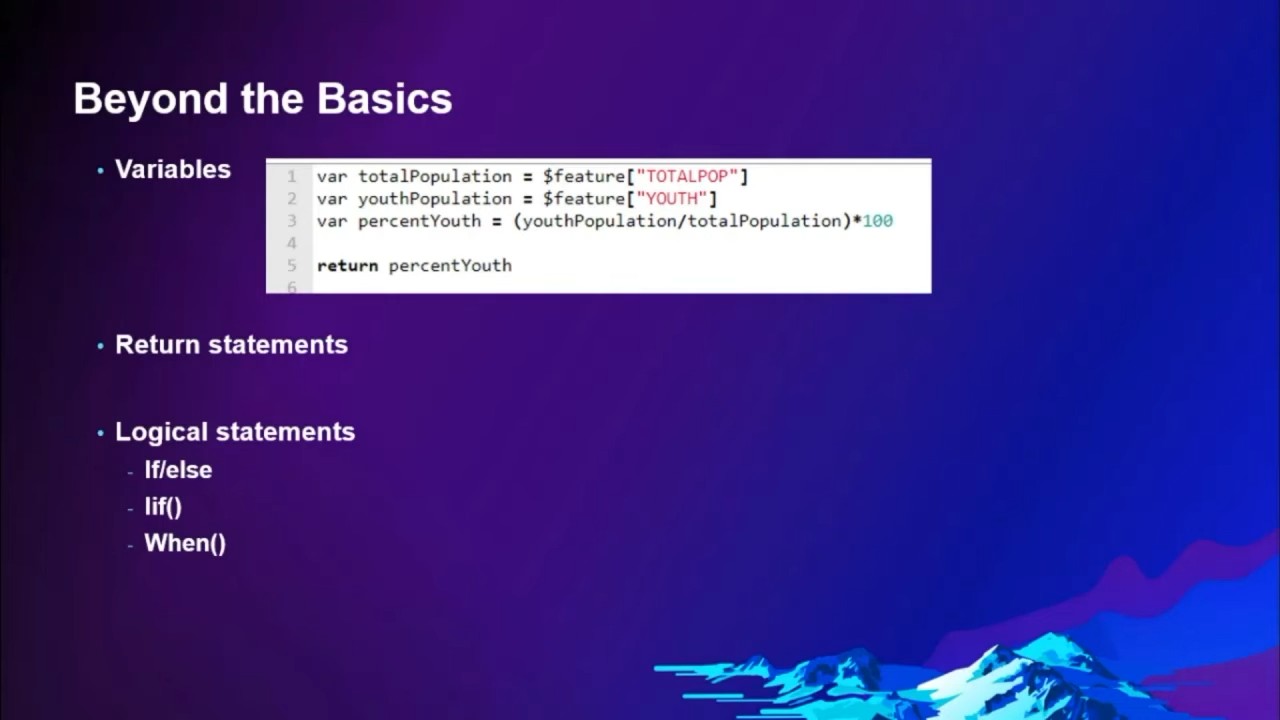 Beyond the Basics
• Variables
1 var totalPopulation = $feature["TOTALPOP"]
2 var youthPopulation = $feature["YOUTH"]
3 var percentYouth = (youthPopulation/totalPopulation)*100
4
5 return percentYouth
6
• Return statements
• Logical statements
- If/else
- Iif()
- When()